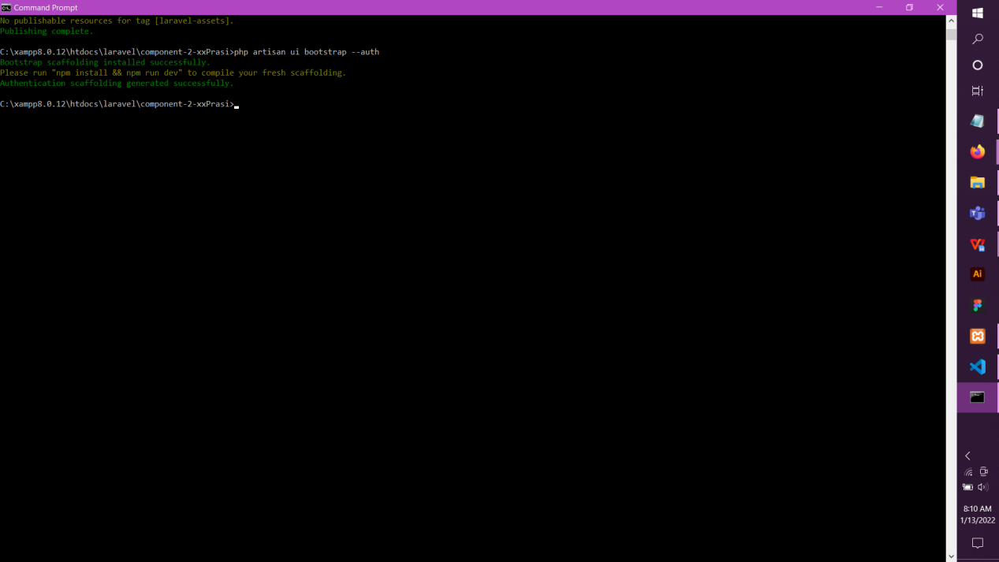 Command Prompt
No publishable resources for tag [laravel-assets].
Publishing complete.
C:\xampp8.0.12\htdocs\laravel\component-2-xxPrasi>php artisan ui bootstrap --auth
Bootstrap scaffolding installed successfully.
Please run "npm install && npm run dev" to compile your fresh scaffolding.
Authentication scaffolding generated successfully.
C:\xampp8.0.12\htdocs\laravel\component-2-xxPrasi>
Ai
8:10 AM
1/13/2022